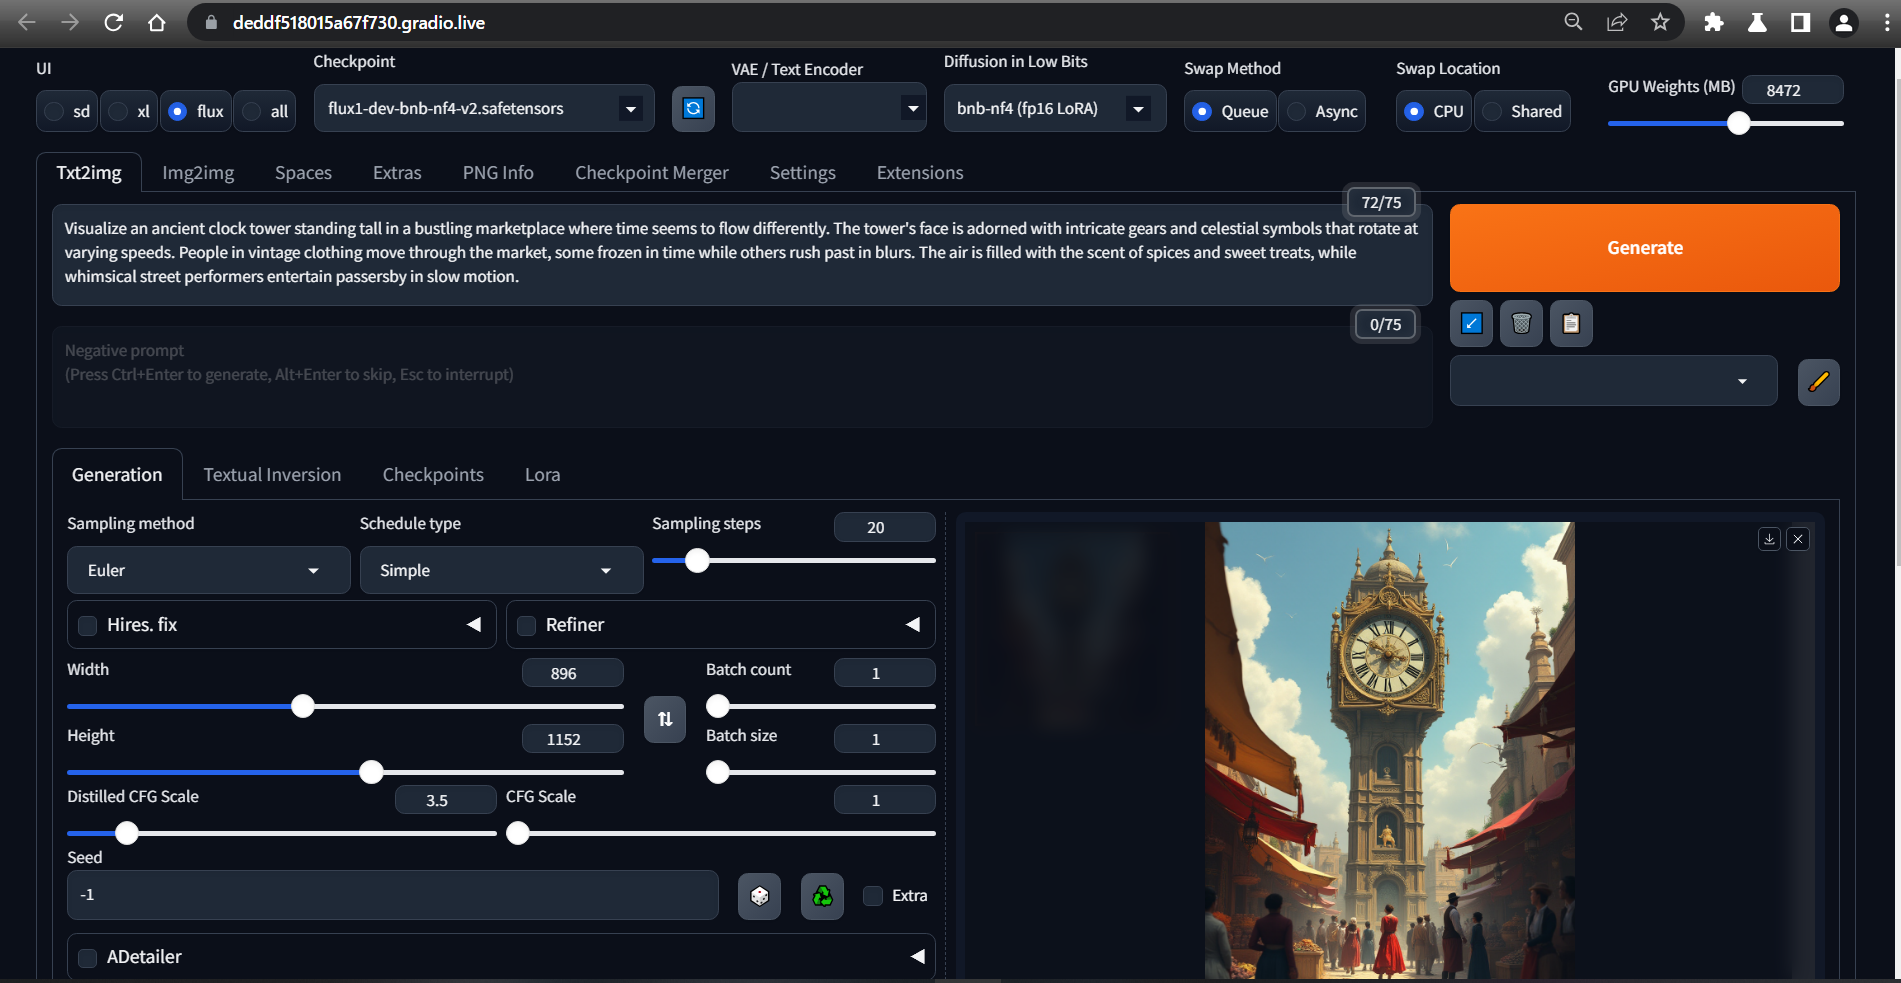 deddf518015a67f730.gradio.live
UI
Checkpoint
VAE / Text Encoder
Diffusion in Low Bits
Swap Method
Swap Location
GPU Weights (MB)
8472
sd
xl
flux
all
flux1-dev-bnb-nf4-v2.safetensors
bnb-nf4 (fp16 LoRA)
Queue
Async
CPU
Shared
Txt2img
Img2img
Spaces
Extras
PNG Info
Checkpoint Merger
Settings
Extensions
72/75
Visualize an ancient clock tower standing tall in a bustling marketplace where time seems to flow differently. The tower's face is adorned with intricate gears and celestial symbols that rotate at
varying speeds. People in vintage clothing move through the market, some frozen in time while others rush past in blurs. The air is filled with the scent of spices and sweet treats, while
whimsical street performers entertain passersby in slow motion.
Generate
0/75
Negative prompt
(Press Ctrl+Enter to generate, Alt+Enter to skip, Esc to interrupt)
Generation
Textual Inversion
Checkpoints
Lora
Sampling method
Schedule type
Sampling steps
20
Euler
Simple
Hires. fix
Refiner
Width
896
Batch count
1
Height
1152
Batch size
1
Distilled CFG Scale
3.5
CFG Scale
1
Seed
-1
Extra
ADetailer